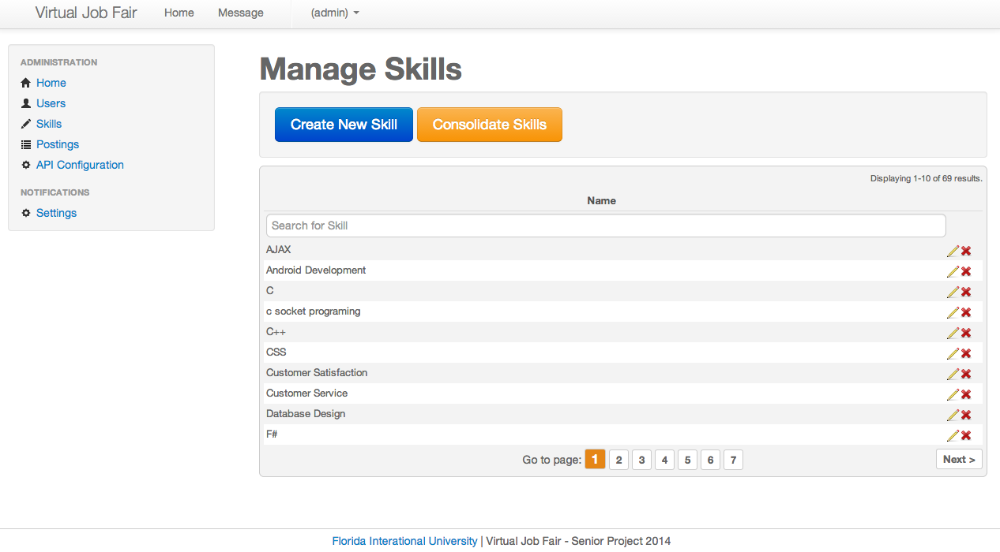 Virtual Job Fair Home Message (admin)
ADMINISTRATION
Home
Users
Skills
Postings
API Configuration
NOTIFICATIONS
Settings
Manage Skills
Create New Skill Consolidate Skills
Displaying 1-10 of 69 results.
Name
Search for Skill
AJAX
Android Development
C
c socket programing
C++
CSS
Customer Satisfaction
Customer Service
Database Design
F#
Go to page: 1 2 3 4 5 6 7 Next >
Florida Interational University | Virtual Job Fair - Senior Project 2014